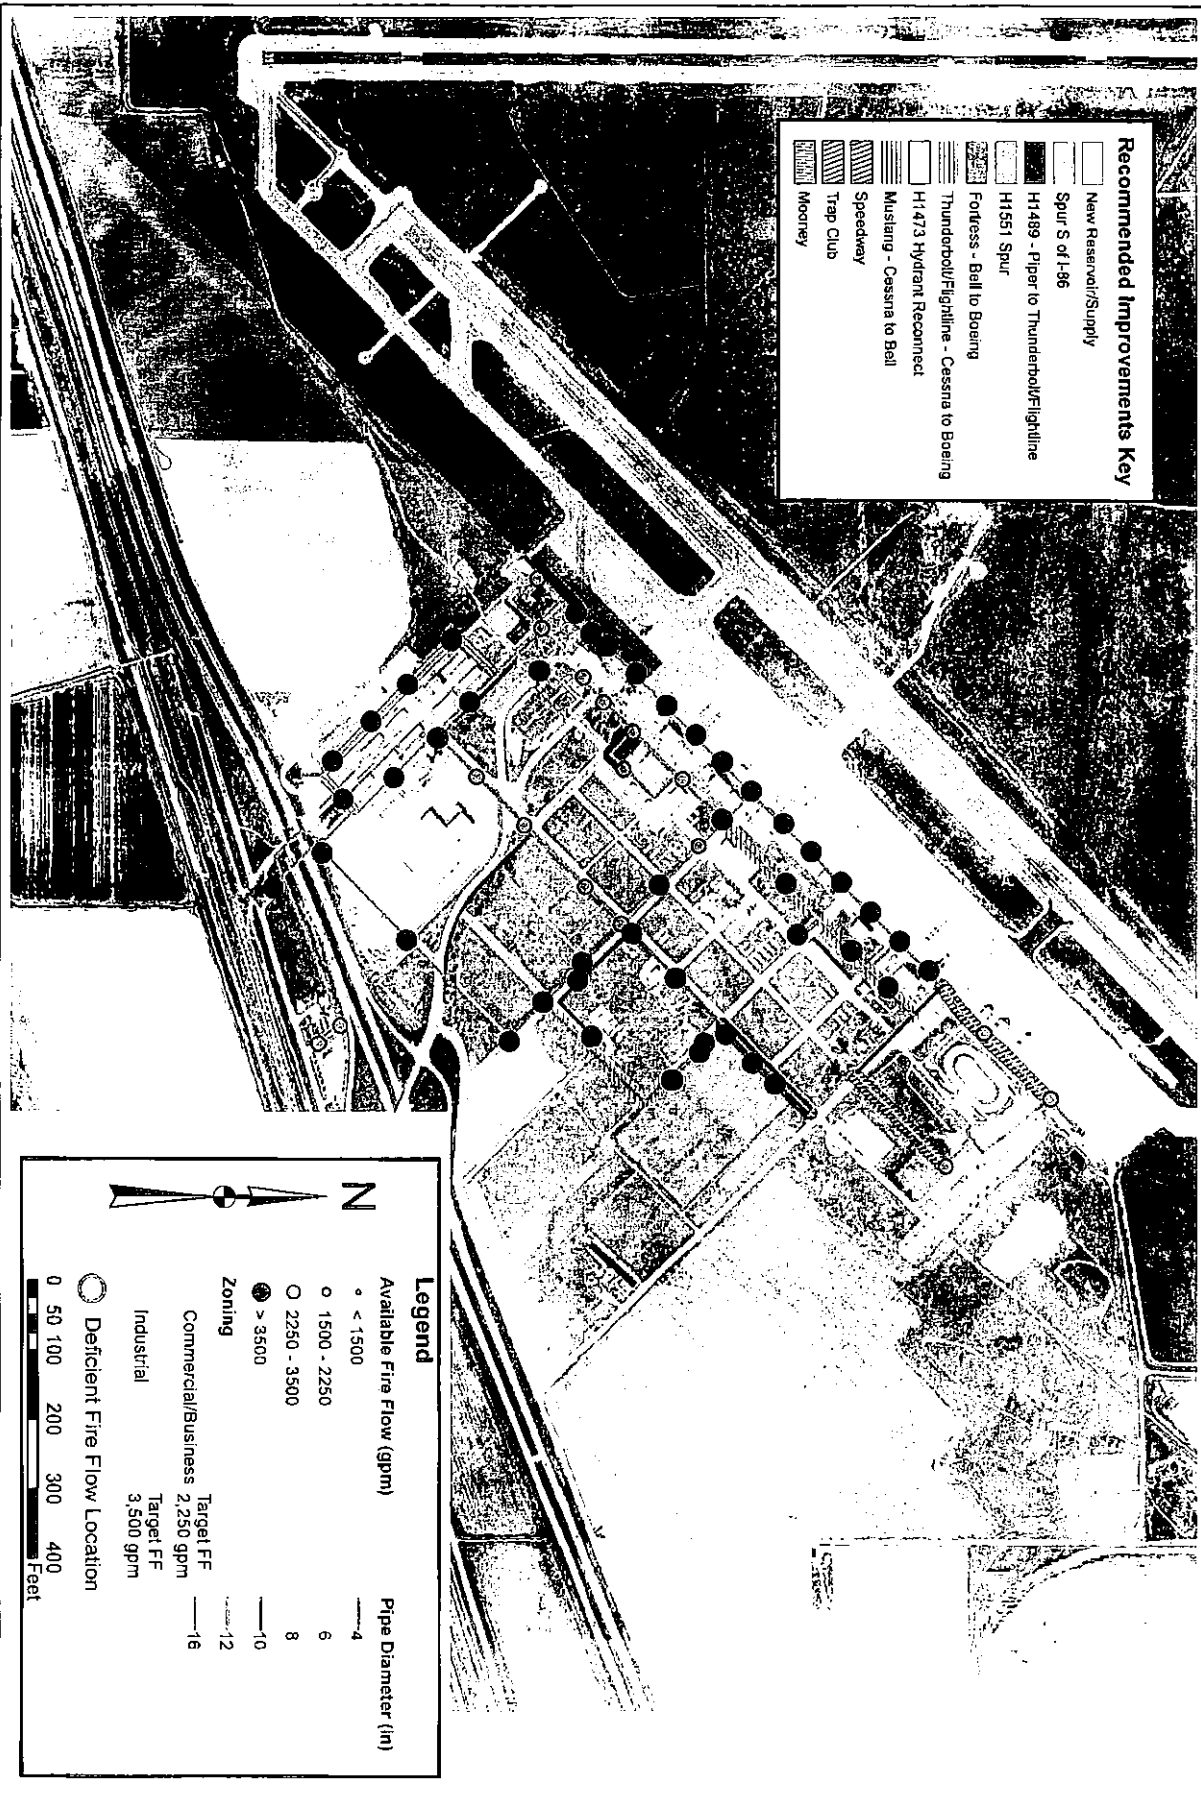 Recommended Improvements Key
New Reservoir/Supply
Spur S of I-86
H1489 - Piper to Thunderbolt/Flightline
H1551 Spur
Fortress - Bell to Boeing
Thunderbolt/Flightline - Cessna to Boeing
H1473 Hydrant Reconnect
Mustang - Cessna to Bell
Speedway
Trap Club
Mooney
N
Legend
Available Fire Flow (gpm)
< 1500
1500 - 2250
2250 - 3500
> 3500
Zoning
Commercial/Business Target FF 2,250 gpm
Industrial Target FF 3,500 gpm
Deficient Fire Flow Location
Pipe Diameter (in)
4
6
8
10
12
16
0 50 100 200 300 400
Feet